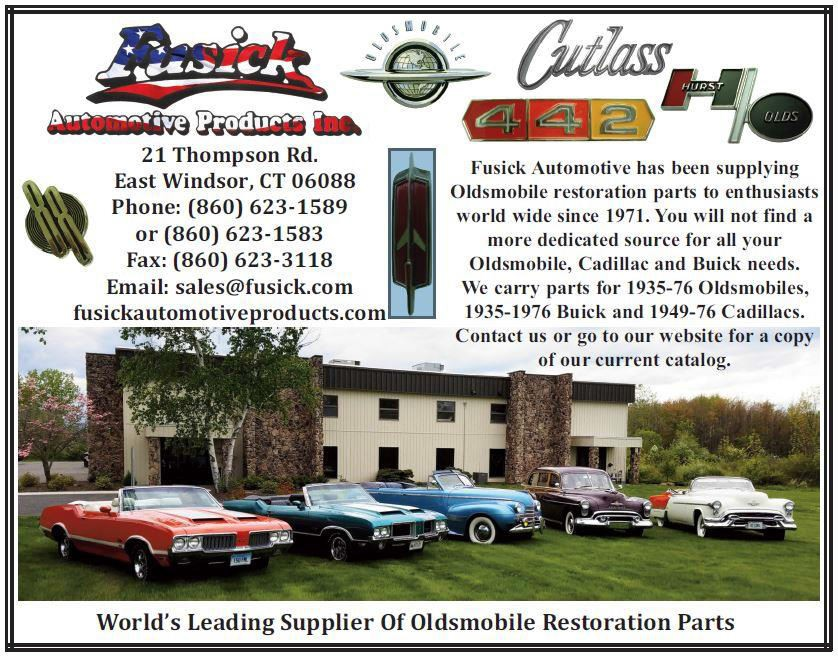 Fusick
Automotive Products Inc.
21 Thompson Rd.
East Windsor, CT 06088
Phone: (860) 623-1589
or (860) 623-1583
Fax: (860) 623-3118
Email: sales@fusick.com
fusickautomotiveproducts.com
88
OLDSMOBILE
Cutlass
442
HURST
H/O
OLDS
Fusick Automotive has been supplying
Oldsmobile restoration parts to enthusiasts
world wide since 1971. You will not find a
more dedicated source for all your
Oldsmobile, Cadillac and Buick needs.
We carry parts for 1935-76 Oldsmobiles,
1935-1976 Buick and 1949-76 Cadillacs.
Contact us or go to our website for a copy
of our current catalog.
World's Leading Supplier Of Oldsmobile Restoration Parts